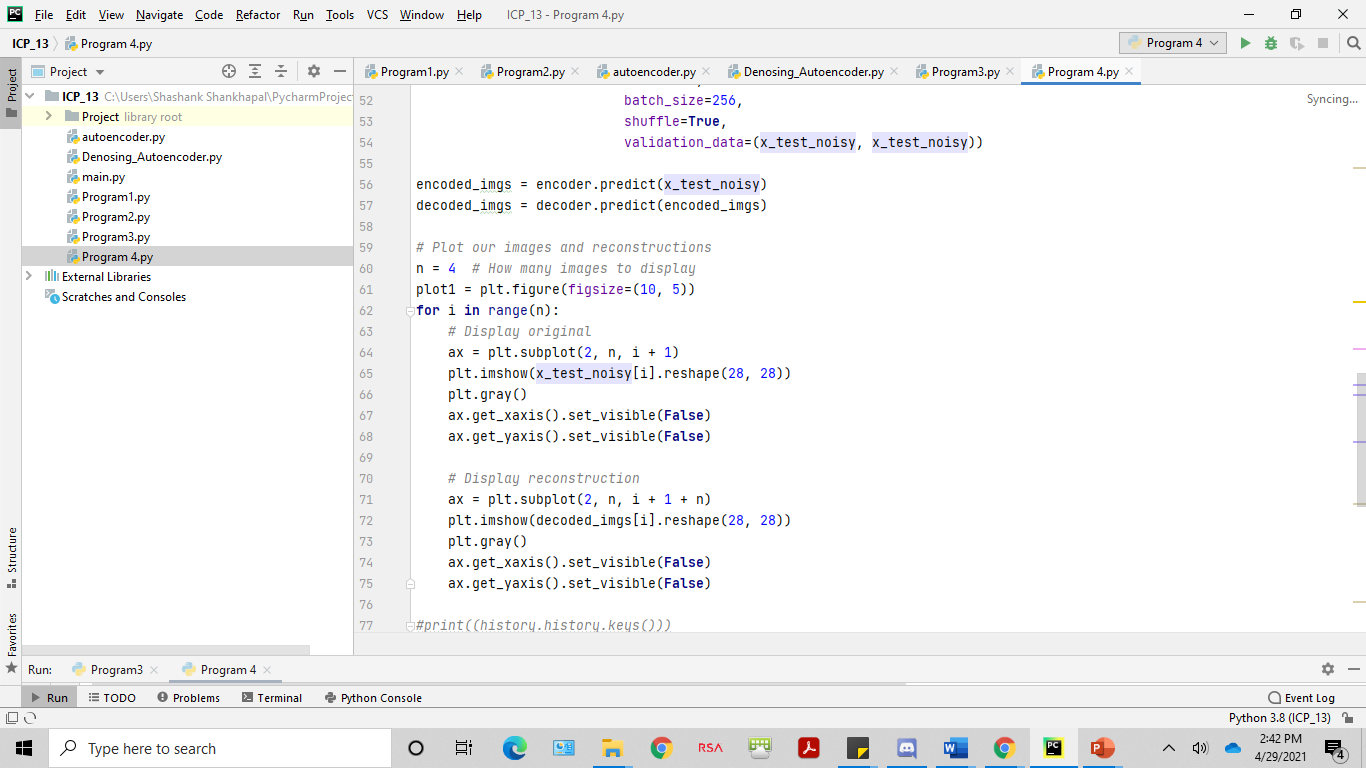 PC File Edit View Navigate Code Refactor Run Tools VCS Window Help ICP_13 - Program 4.py
ICP_13 Program 4.py Program 4
Project Program1.py Program2.py autoencoder.py Denosing_Autoencoder.py Program3.py Program 4.py
Project
Structure
Favorites
ICP_13 C:\Users\Shashank Shankhapal\PycharmProjec
Project library root
autoencoder.py
Denosing_Autoencoder.py
main.py
Program1.py
Program2.py
Program3.py
Program 4.py
External Libraries
Scratches and Consoles
Syncing...
52 batch_size=256,
53 shuffle=True,
54 validation_data=(x_test_noisy, x_test_noisy))
55
56 encoded_imgs = encoder.predict(x_test_noisy)
57 decoded_imgs = decoder.predict(encoded_imgs)
58
59 # Plot our images and reconstructions
60 n = 4  # How many images to display
61 plot1 = plt.figure(figsize=(10, 5))
62 for i in range(n):
63     # Display original
64     ax = plt.subplot(2, n, i + 1)
65     plt.imshow(x_test_noisy[i].reshape(28, 28))
66     plt.gray()
67     ax.get_xaxis().set_visible(False)
68     ax.get_yaxis().set_visible(False)
69
70     # Display reconstruction
71     ax = plt.subplot(2, n, i + 1 + n)
72     plt.imshow(decoded_imgs[i].reshape(28, 28))
73     plt.gray()
74     ax.get_xaxis().set_visible(False)
75     ax.get_yaxis().set_visible(False)
76
77 #print((history.history.keys()))
Run: Program3 Program 4
Run TODO Problems Terminal Python Console Event Log
Python 3.8 (ICP_13)
Type here to search RSA PC 2:42 PM
4/29/2021 4